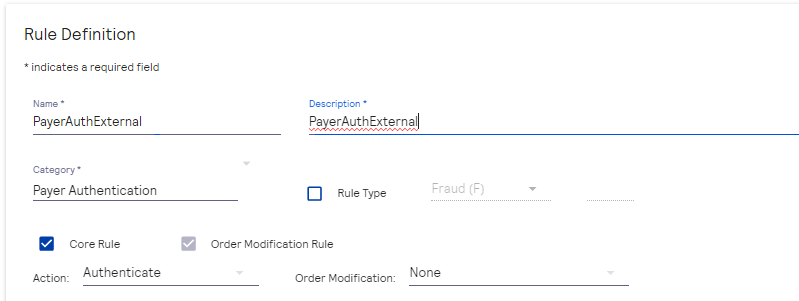 Rule Definition
* indicates a required field
Name * Description *
PayerAuthExternal PayerAuthExternal
Category *
Payer Authentication Rule Type Fraud (F)
Core Rule Order Modification Rule
Action: Authenticate Order Modification: None